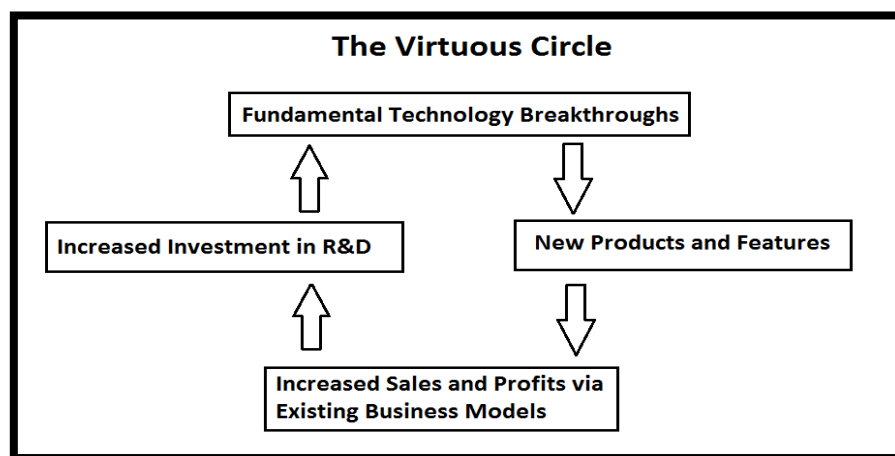 The Virtuous Circle
Fundamental Technology Breakthroughs
Increased Investment in R&D
New Products and Features
Increased Sales and Profits via
Existing Business Models